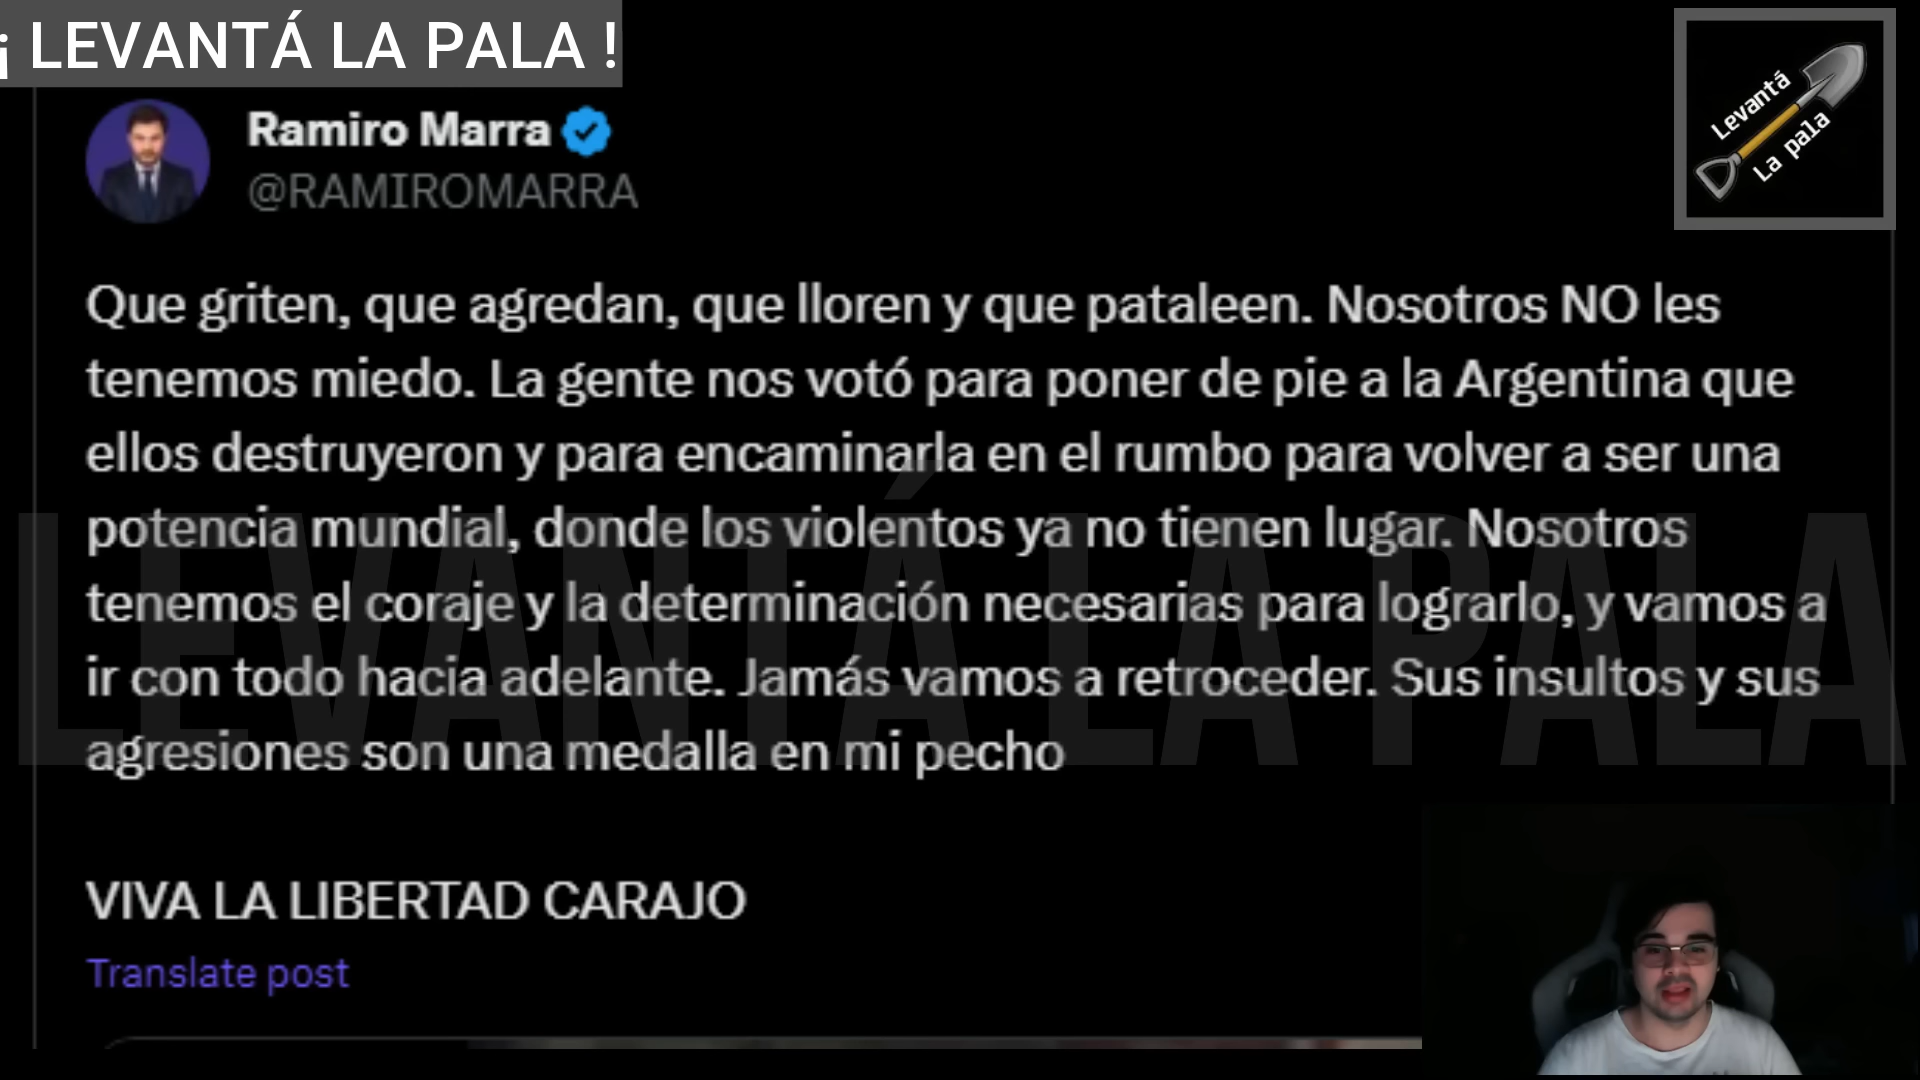 ¡ LEVANTÁ LA PALA !
Levantá
La pala
Ramiro Marra
@RAMIROMARRA
Que griten, que agredan, que lloren y que pataleen. Nosotros NO les
tenemos miedo. La gente nos votó para poner de pie a la Argentina que
ellos destruyeron y para encaminarla en el rumbo para volver a ser una
potencia mundial, donde los violentos ya no tienen lugar. Nosotros
tenemos el coraje y la determinación necesarias para lograrlo, y vamos a
ir con todo hacia adelante. Jamás vamos a retroceder. Sus insultos y sus
agresiones son una medalla en mi pecho
LEVANTÁ LA PALA
VIVA LA LIBERTAD CARAJO
Translate post